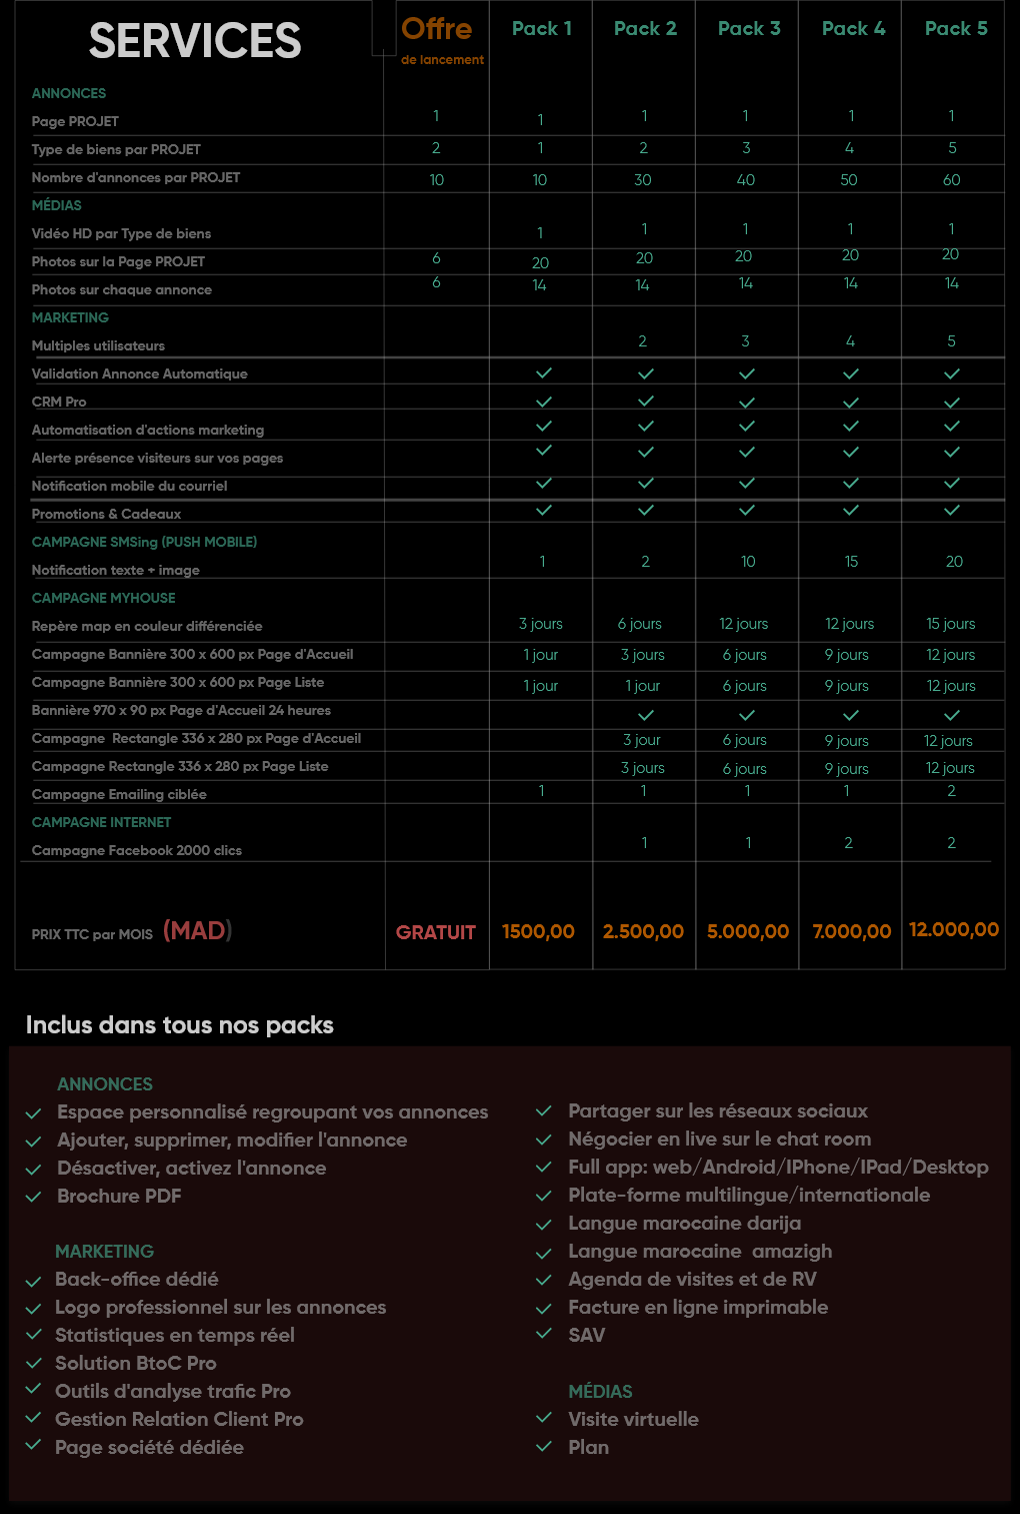 SERVICES Offre de lancement Pack 1 Pack 2 Pack 3 Pack 4 Pack 5
ANNONCES
Page PROJET 1 1 1 1 1 1
Type de biens par PROJET 2 1 2 3 4 5
Nombre d'annonces par PROJET 10 10 30 40 50 60
MÉDIAS
Vidéo HD par Type de biens 1 1 1 1 1
Photos sur la Page PROJET 6 20 20 20 20 20
Photos sur chaque annonce 6 14 14 14 14 14
MARKETING
Multiples utilisateurs 2 3 4 5
Validation Annonce Automatique
CRM Pro
Automatisation d'actions marketing
Alerte présence visiteurs sur vos pages
Notification mobile du courriel
Promotions & Cadeaux
CAMPAGNE SMSing (PUSH MOBILE)
Notification texte + image 1 2 10 15 20
CAMPAGNE MYHOUSE
Repère map en couleur différenciée 3 jours 6 jours 12 jours 12 jours 15 jours
Campagne Bannière 300 x 600 px Page d'Accueil 1 jour 3 jours 6 jours 9 jours 12 jours
Campagne Bannière 300 x 600 px Page Liste 1 jour 1 jour 6 jours 9 jours 12 jours
Bannière 970 x 90 px Page d'Accueil 24 heures
Campagne Rectangle 336 x 280 px Page d'Accueil 3 jour 6 jours 9 jours 12 jours
Campagne Rectangle 336 x 280 px Page Liste 3 jours 6 jours 9 jours 12 jours
Campagne Emailing ciblée 1 1 1 1 2
CAMPAGNE INTERNET
Campagne Facebook 2000 clics 1 1 2 2
PRIX TTC par MOIS (MAD) GRATUIT 1500,00 2.500,00 5.000,00 7.000,00 12.000,00
Inclus dans tous nos packs
ANNONCES
Espace personnalisé regroupant vos annonces
Ajouter, supprimer, modifier l'annonce
Désactiver, activez l'annonce
Brochure PDF
MARKETING
Back-office dédié
Logo professionnel sur les annonces
Statistiques en temps réel
Solution BtoC Pro
Outils d'analyse trafic Pro
Gestion Relation Client Pro
Page société dédiée
Partager sur les réseaux sociaux
Négocier en live sur le chat room
Full app: web/Android/IPhone/IPad/Desktop
Plate-forme multilingue/internationale
Langue marocaine darija
Langue marocaine amazigh
Agenda de visites et de RV
Facture en ligne imprimable
SAV
MÉDIAS
Visite virtuelle
Plan